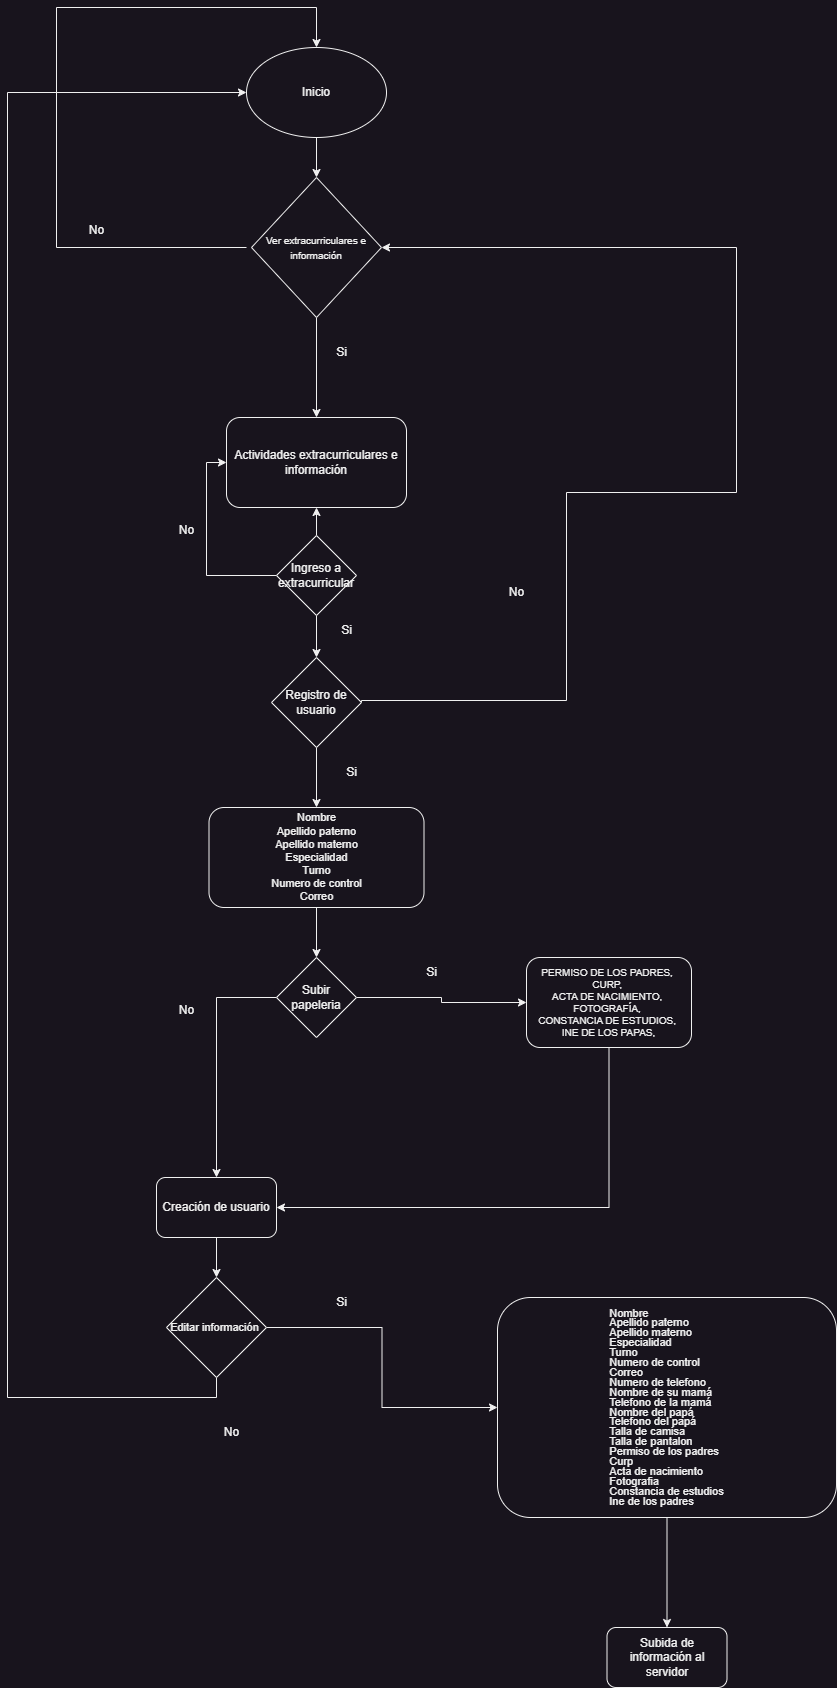 Inicio
No
Ver extracurriculares e
información
Si
Actividades extracurriculares e
información
No
Ingreso a
extracurricular
No
Si
Registro de
usuario
Si
Nombre
Apellido paterno
Apellido materno
Especialidad
Turno
Numero de control
Correo
Si
Subir
papeleria
No
PERMISO DE LOS PADRES,
CURP,
ACTA DE NACIMIENTO,
FOTOGRAFÍA,
CONSTANCIA DE ESTUDIOS,
INE DE LOS PAPAS,
Creación de usuario
Si
Editar información
No
Nombre
Apellido paterno
Apellido materno
Especialidad
Turno
Numero de control
Correo
Numero de telefono
Nombre de su mamá
Telefono de la mamá
Nombre del papá
Telefono del papá
Talla de camisa
Talla de pantalon
Permiso de los padres
Curp
Acta de nacimiento
Fotografia
Constancia de estudios
Ine de los padres
Subida de
información al
servidor